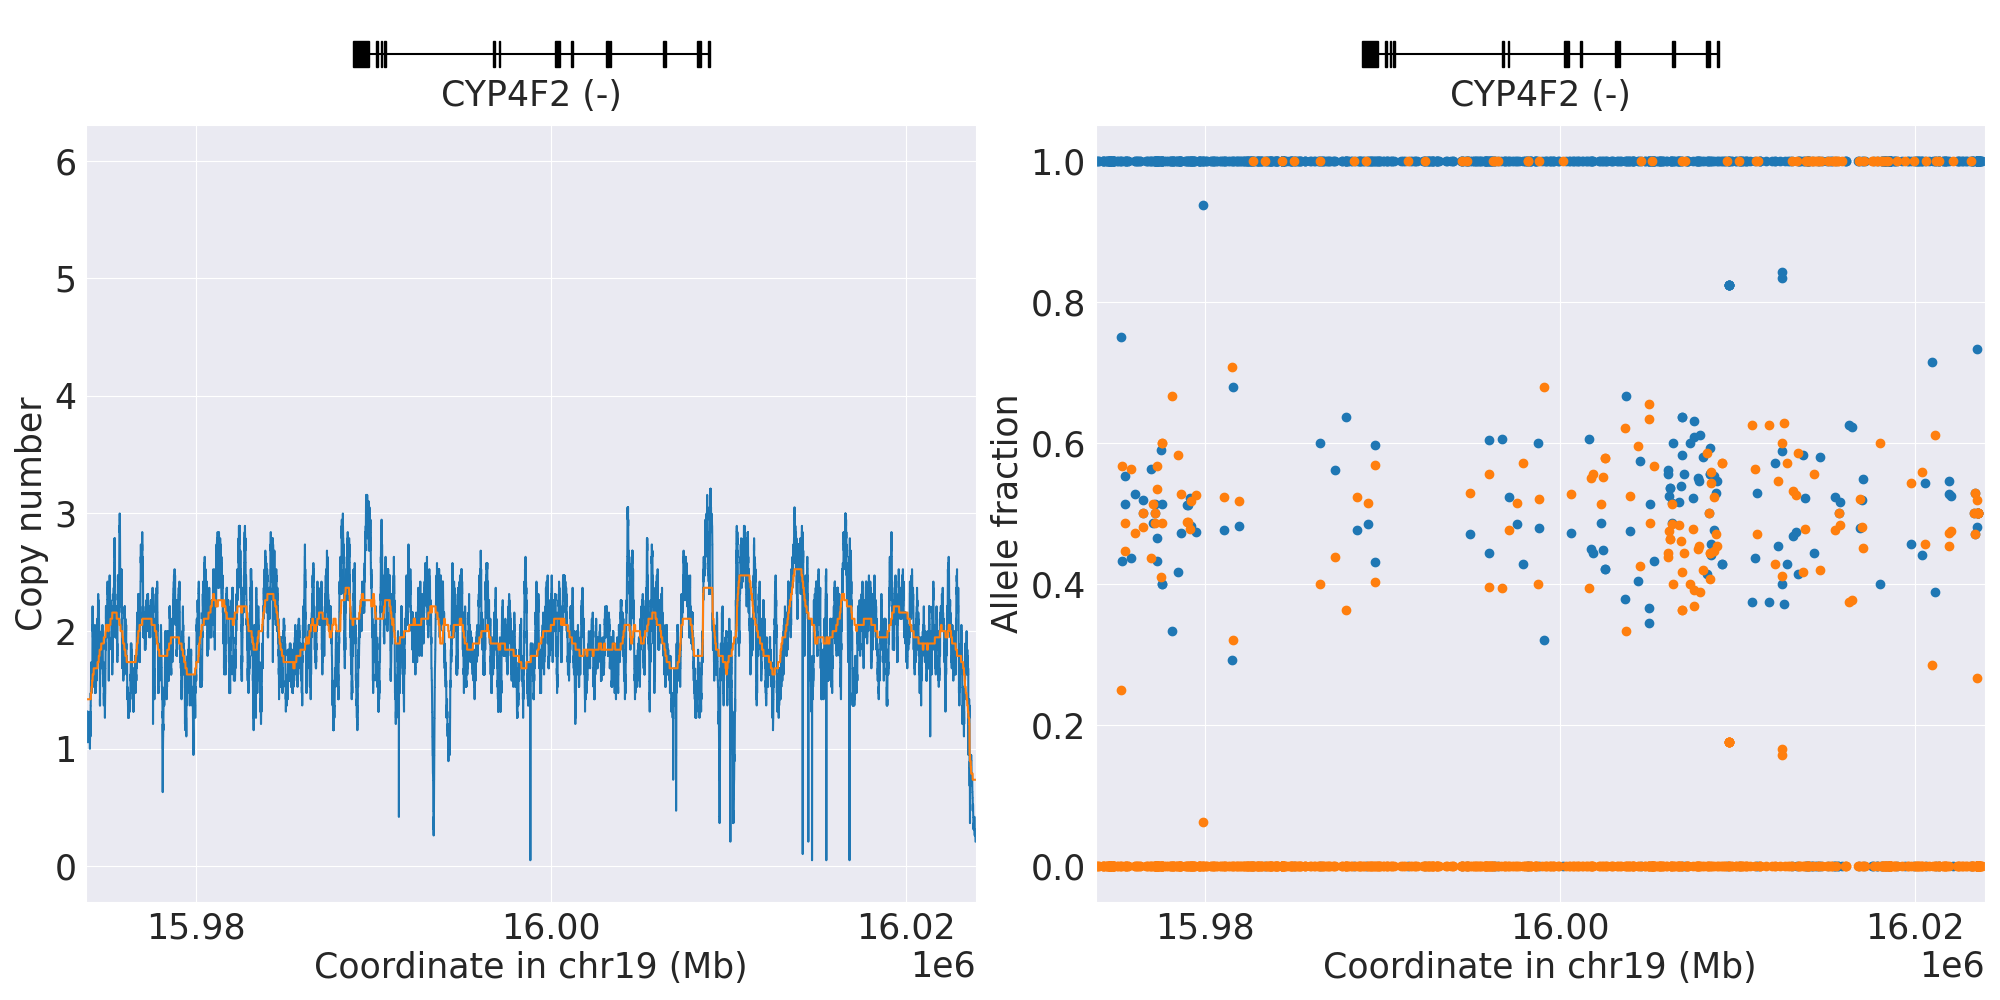 CYP4F2 (-)
6
5
4
3
2
1
0
Copy number
15.98 16.00 16.02
Coordinate in chr19 (Mb)
1e6
CYP4F2 (-)
1.0
0.8
0.6
0.4
0.2
0.0
Allele fraction
15.98 16.00 16.02
Coordinate in chr19 (Mb)
1e6